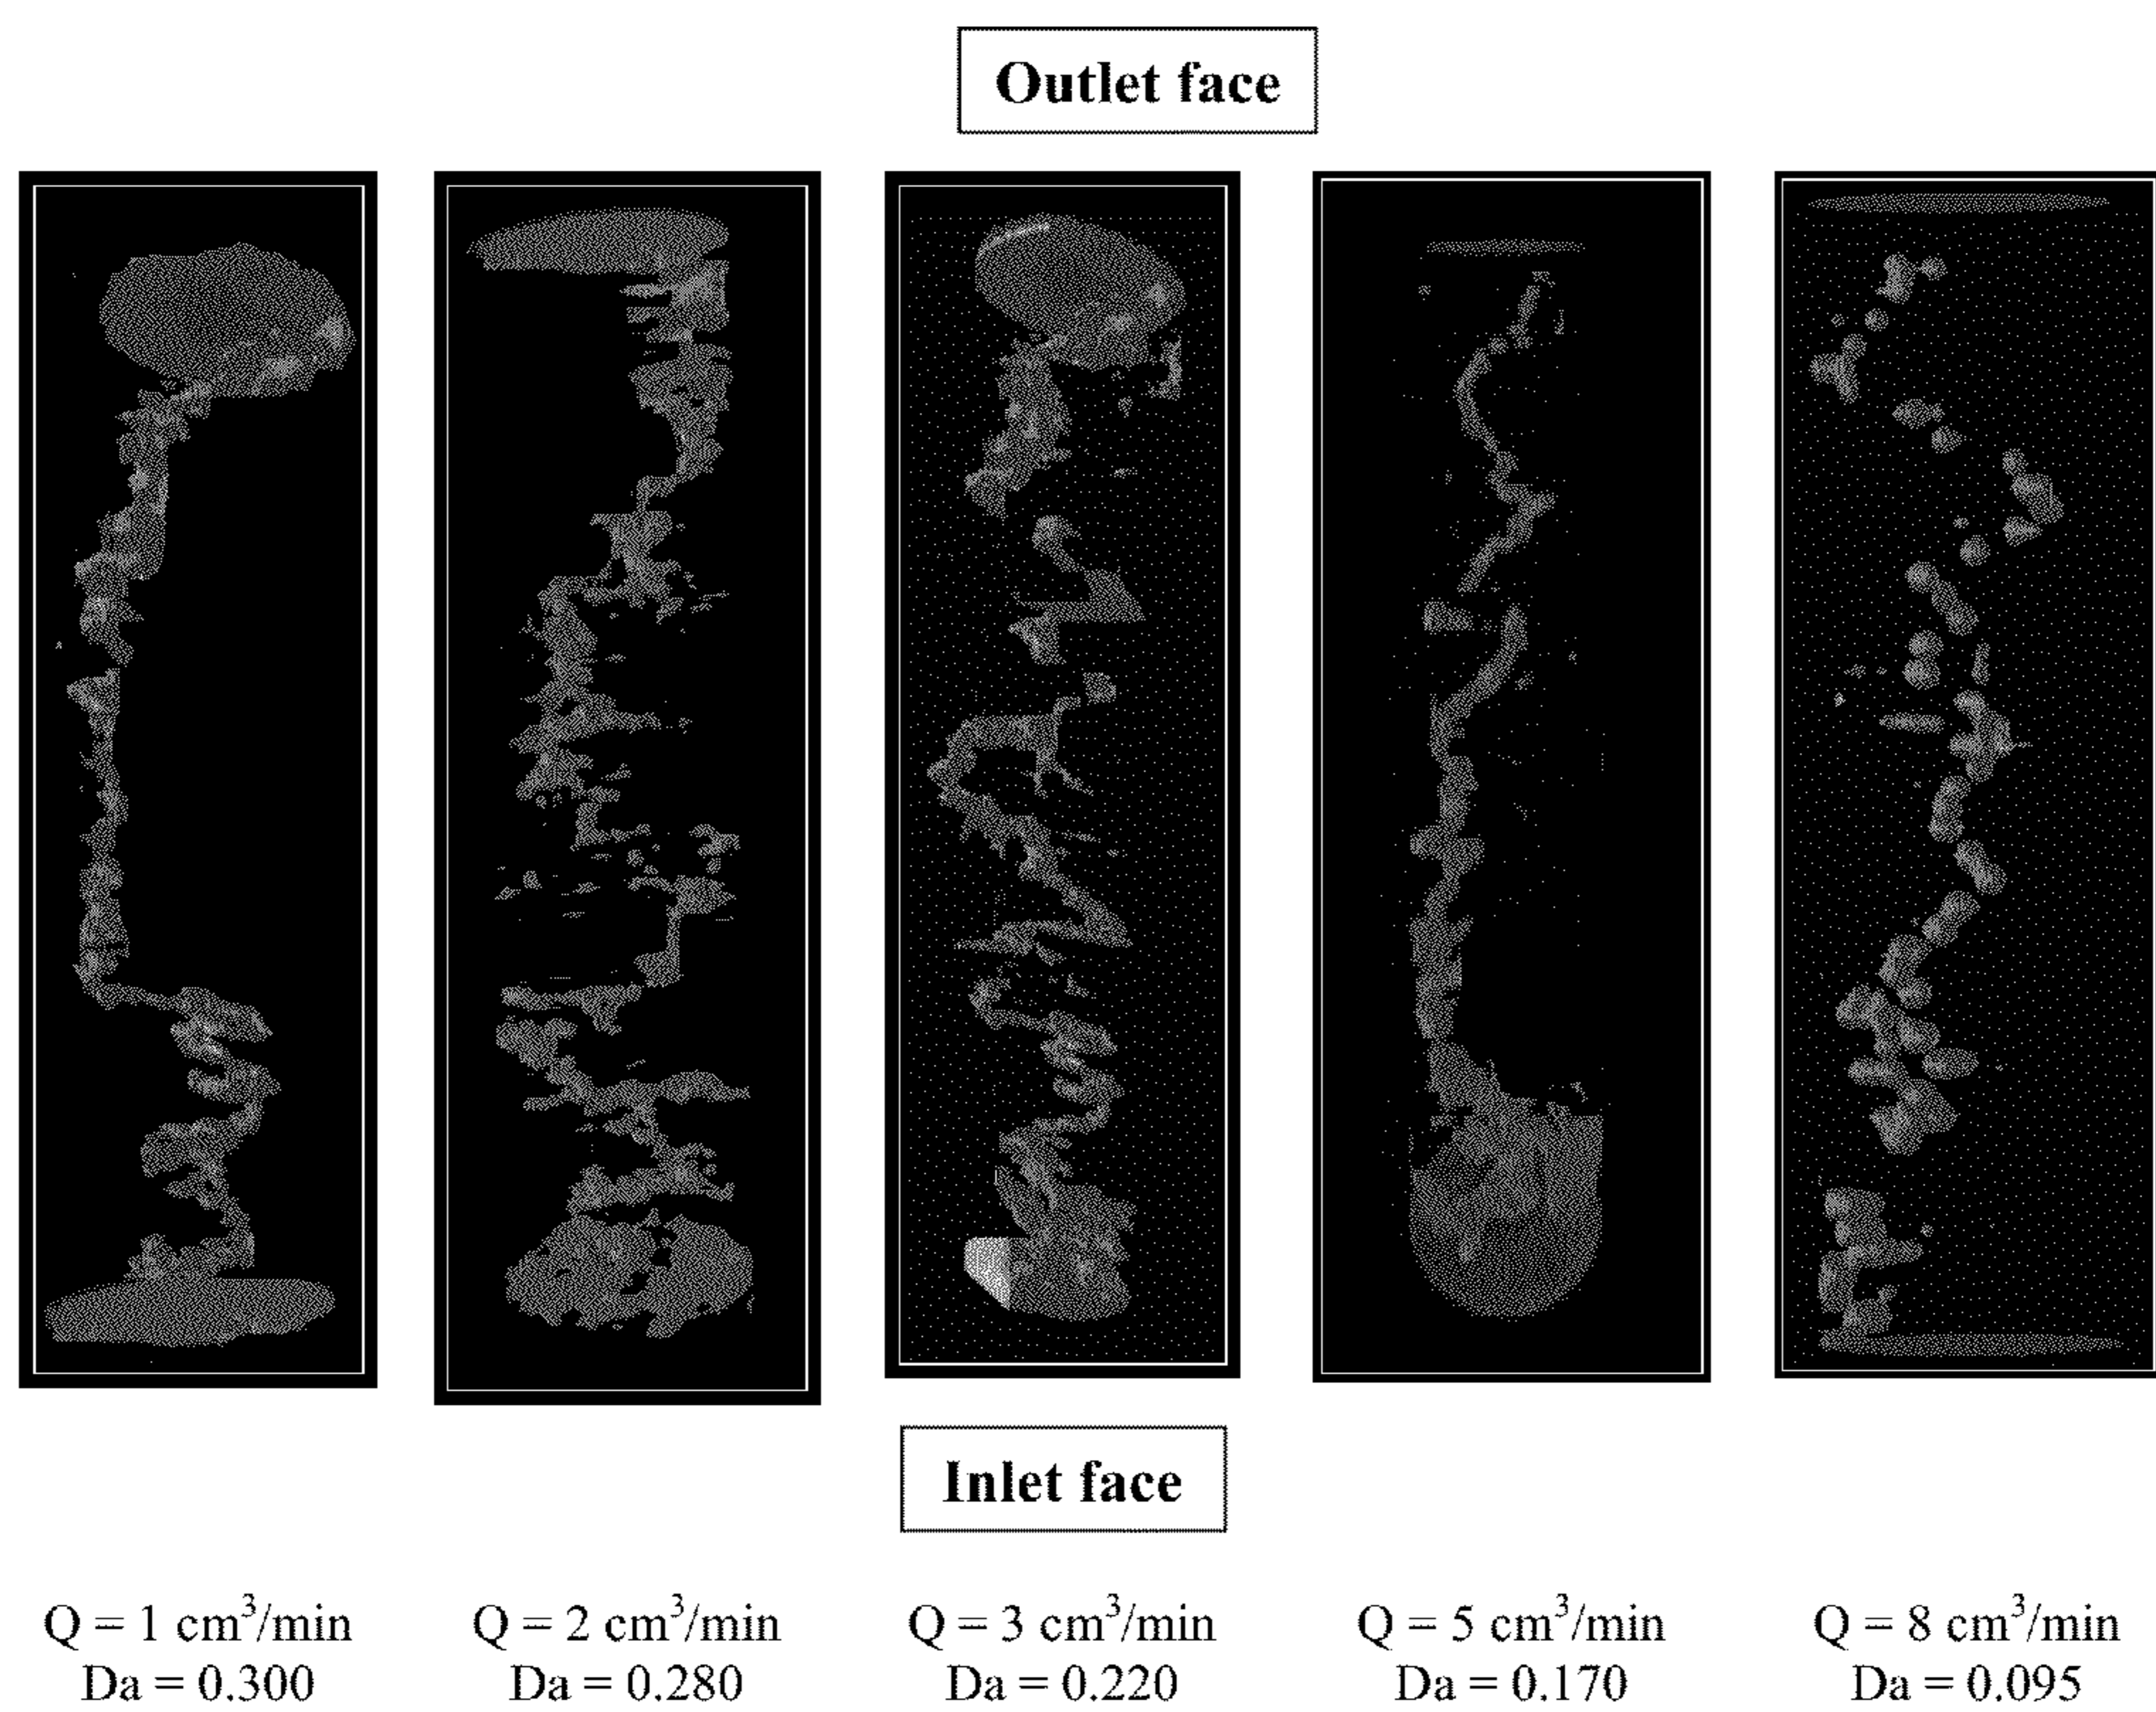 Outlet face
Inlet face
Q = 1 cm³/min
Da = 0.300
Q = 2 cm³/min
Da = 0.280
Q = 3 cm³/min
Da = 0.220
Q = 5 cm³/min
Da = 0.170
Q = 8 cm³/min
Da = 0.095